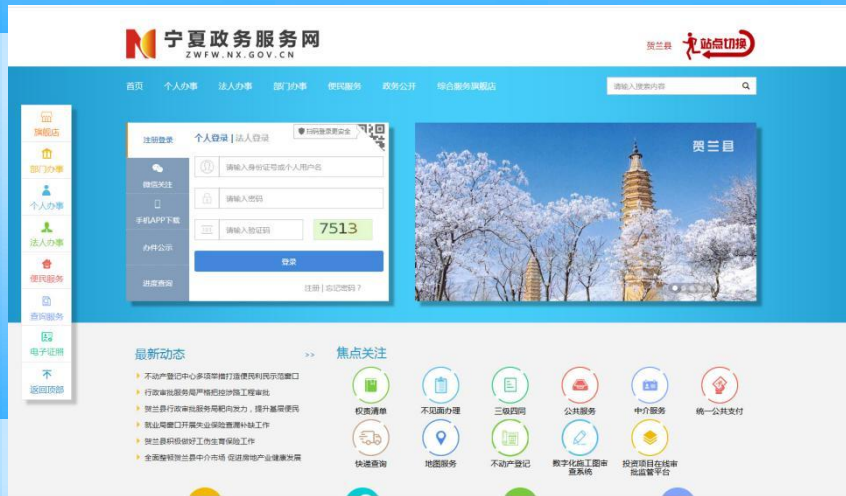 宁夏政务服务网
ZWFW.NX.GOV.CN
贺兰县
站点切换
首页 个人办事 法人办事 部门办事 便民服务 政务公开 综合服务旗舰店
请输入搜索内容
旗舰店
部门办事
个人办事
法人办事
便民服务
查询服务
电子证照
返回顶部
注册登录
微信关注
手机APP下载
办件公示
进度查询
个人登录 | 法人登录
扫码登录更安全
请输入身份证号或个人用户名
请输入密码
请输入验证码
7513
登录
注册 | 忘记密码？
贺兰县
最新动态 >>
不动产登记中心多项举措打造便民利民示范窗口
行政审批服务局严格把控涉路工程审批
贺兰县行政审批服务局靶向发力，提升基层便民
就业局窗口开展失业保险查漏补缺工作
贺兰县积极做好工伤生育保险工作
全面整顿贺兰县中介市场 促进房地产业健康发展
焦点关注
权责清单 不见面办理 三级四同 公共服务 中介服务 统一公共支付
快递查询 地图服务 不动产登记 数字化施工图审查系统 投资项目在线审批监管平台